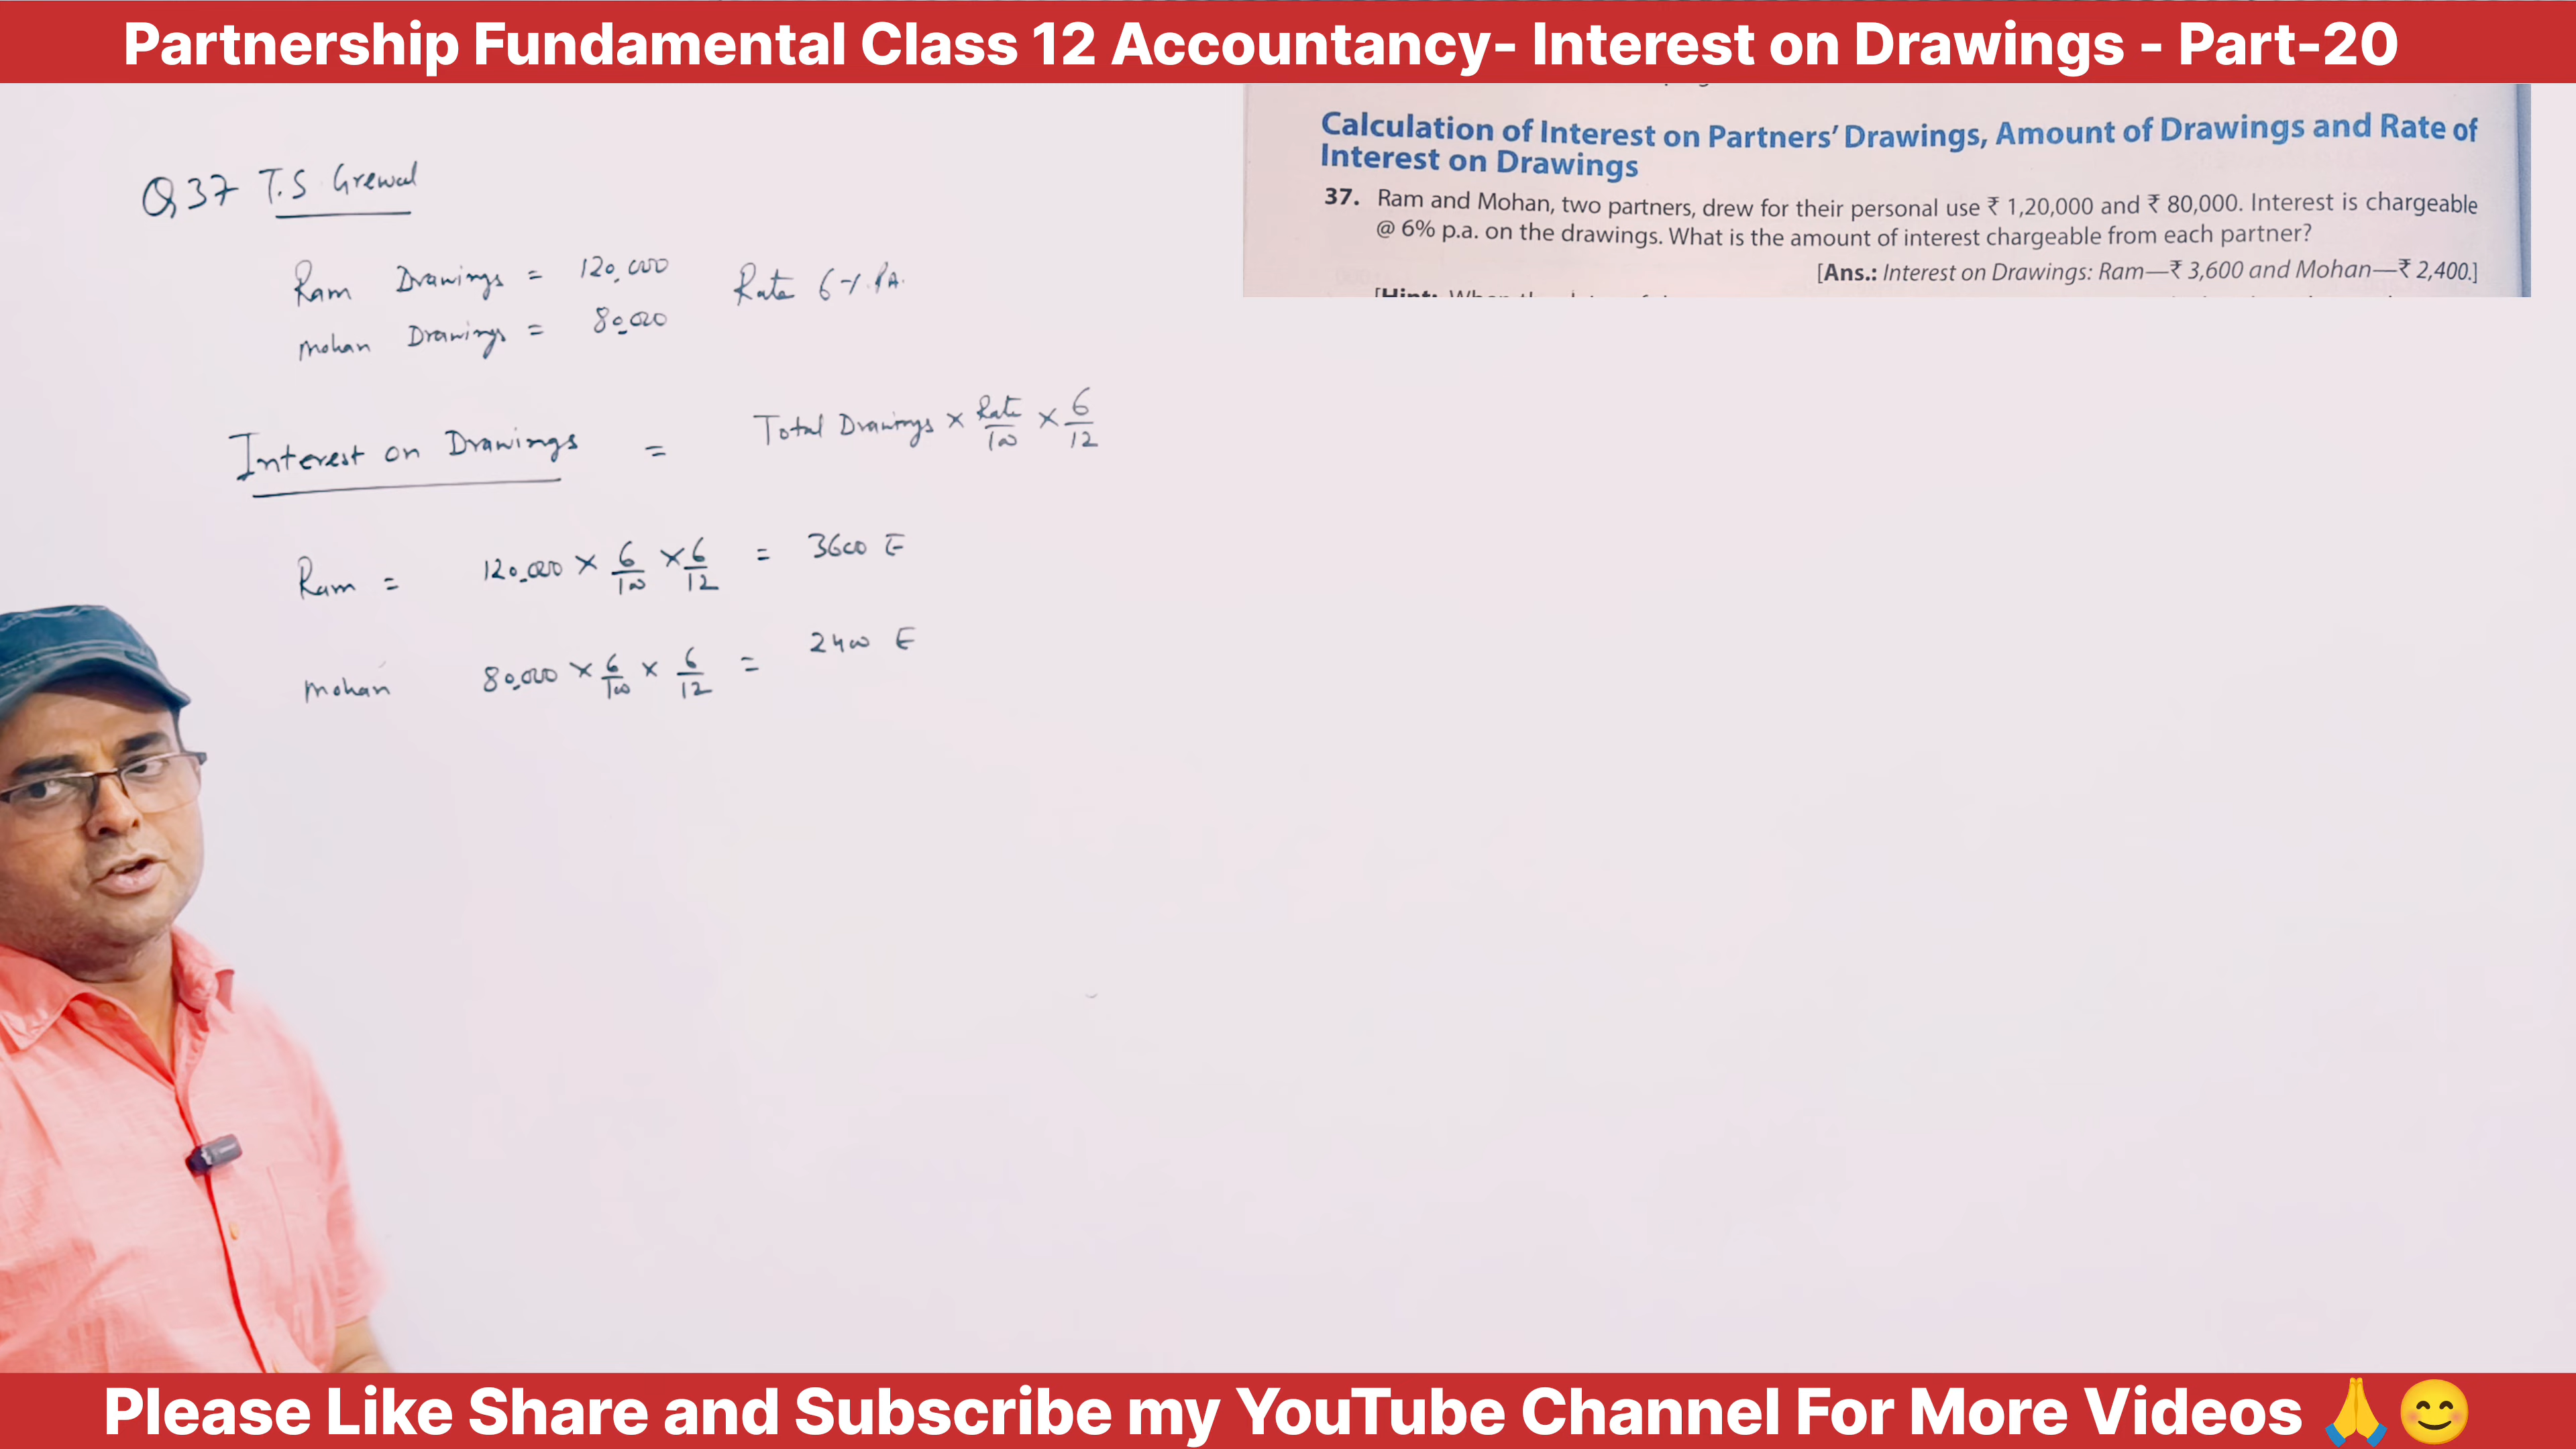 Partnership Fundamental Class 12 Accountancy- Interest on Drawings - Part-20
Calculation of Interest on Partners' Drawings, Amount of Drawings and Rate of
Interest on Drawings
37. Ram and Mohan, two partners, drew for their personal use ₹ 1,20,000 and ₹ 80,000. Interest is chargeable
@ 6% p.a. on the drawings. What is the amount of interest chargeable from each partner?
[Ans.: Interest on Drawings: Ram—₹ 3,600 and Mohan—₹ 2,400.]
Q37 T.S Grewal
Ram Drawings = 120,000 Rate 6% P.A.
Mohan Drawings = 80,000
Interest on Drawings = Total Drawings × Rate/100 × 6/12
Ram = 120,000 × 6/100 × 6/12 = 3600
Mohan 80,000 × 6/100 × 6/12 = 2400
Please Like Share and Subscribe my YouTube Channel For More Videos 🙏😊